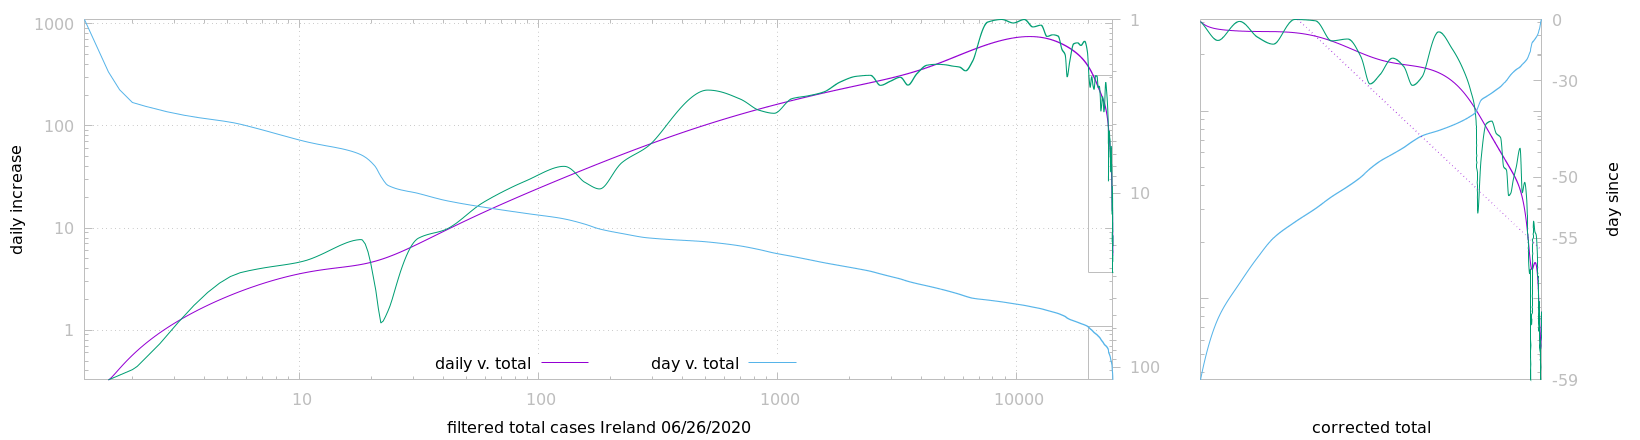 1000
100
10
1
daily increase
10
100
1000
10000
daily v. total
day v. total
filtered total cases Ireland 06/26/2020
1
10
100
0
-30
-50
-55
-59
day since
corrected total